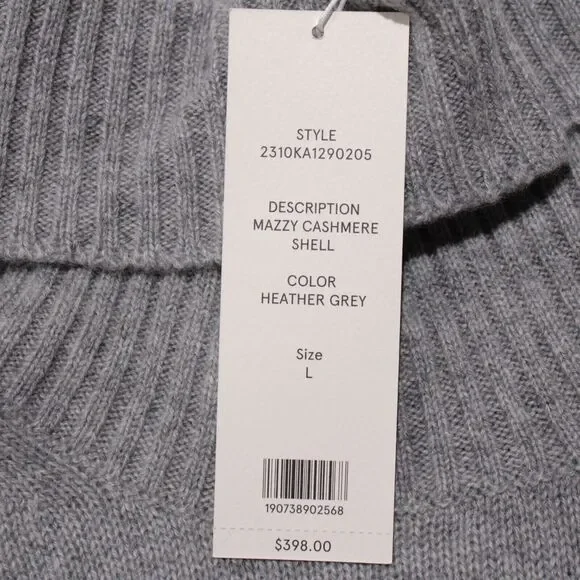 STYLE
2310KA1290205
DESCRIPTION
MAZZY CASHMERE
SHELL
COLOR
HEATHER GREY
Size
L
190738902568
$398.00